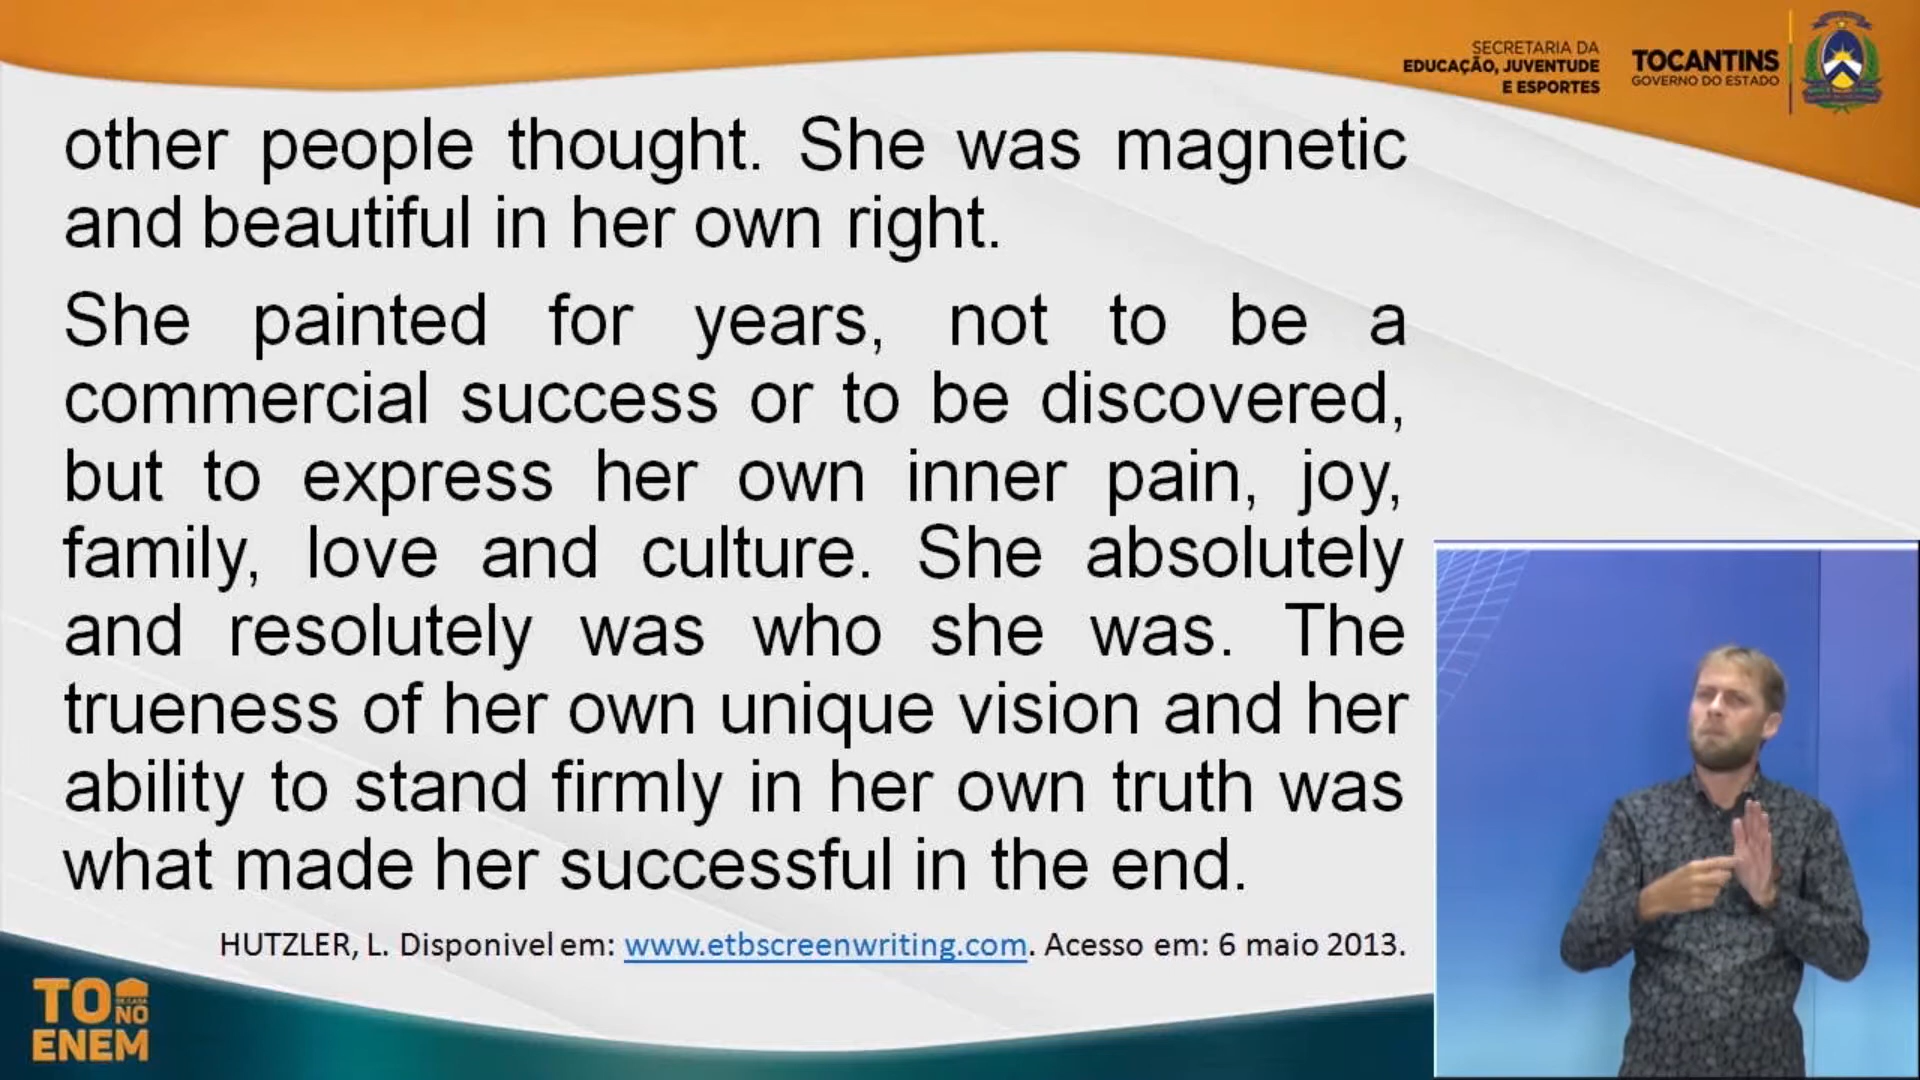 SECRETARIA DA
EDUCAÇÃO, JUVENTUDE
E ESPORTES
TOCANTINS
GOVERNO DO ESTADO
other people thought. She was magnetic
and beautiful in her own right.
She painted for years, not to be a
commercial success or to be discovered,
but to express her own inner pain, joy,
family, love and culture. She absolutely
and resolutely was who she was. The
trueness of her own unique vision and her
ability to stand firmly in her own truth was
what made her successful in the end.
HUTZLER, L. Disponivel em: www.etbscreenwriting.com. Acesso em: 6 maio 2013.
TO DE CASA
NO
ENEM